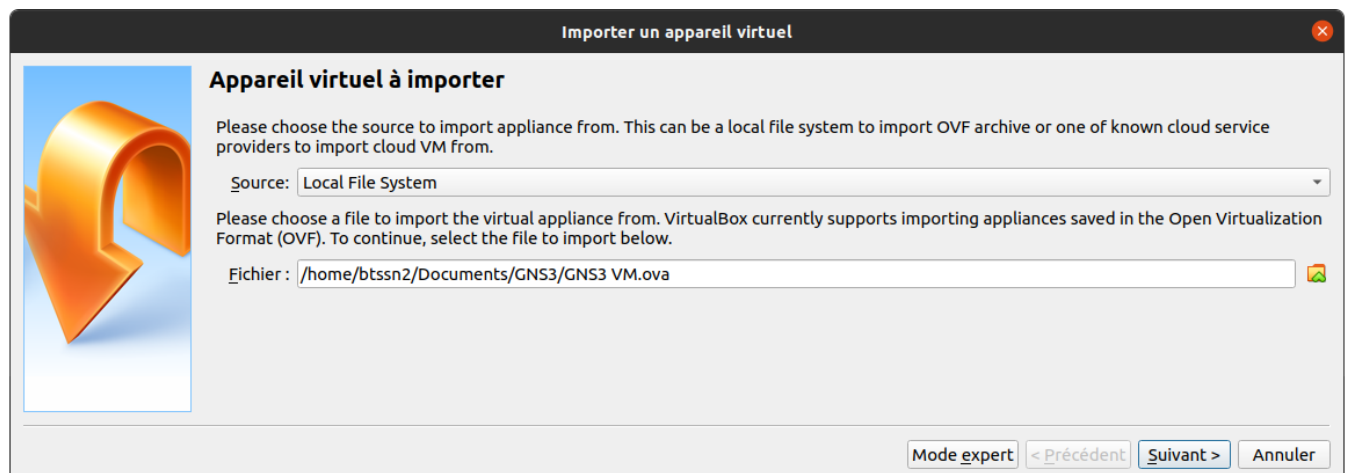 Importer un appareil virtuel
Appareil virtuel à importer
Please choose the source to import appliance from. This can be a local file system to import OVF archive or one of known cloud service
providers to import cloud VM from.
Source: Local File System
Please choose a file to import the virtual appliance from. VirtualBox currently supports importing appliances saved in the Open Virtualization
Format (OVF). To continue, select the file to import below.
Fichier : /home/btssn2/Documents/GNS3/GNS3 VM.ova
Mode expert < Précédent Suivant > Annuler